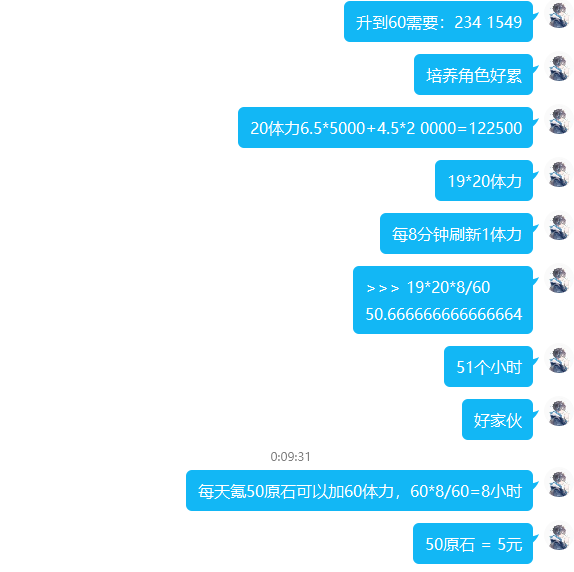 升到60需要：234 1549
培养角色好累
20体力6.5*5000+4.5*2 0000=122500
19*20体力
每8分钟刷新1体力
>>> 19*20*8/60
50.666666666666664
51个小时
好家伙
0:09:31
每天氪50原石可以加60体力，60*8/60=8小时
50原石 = 5元